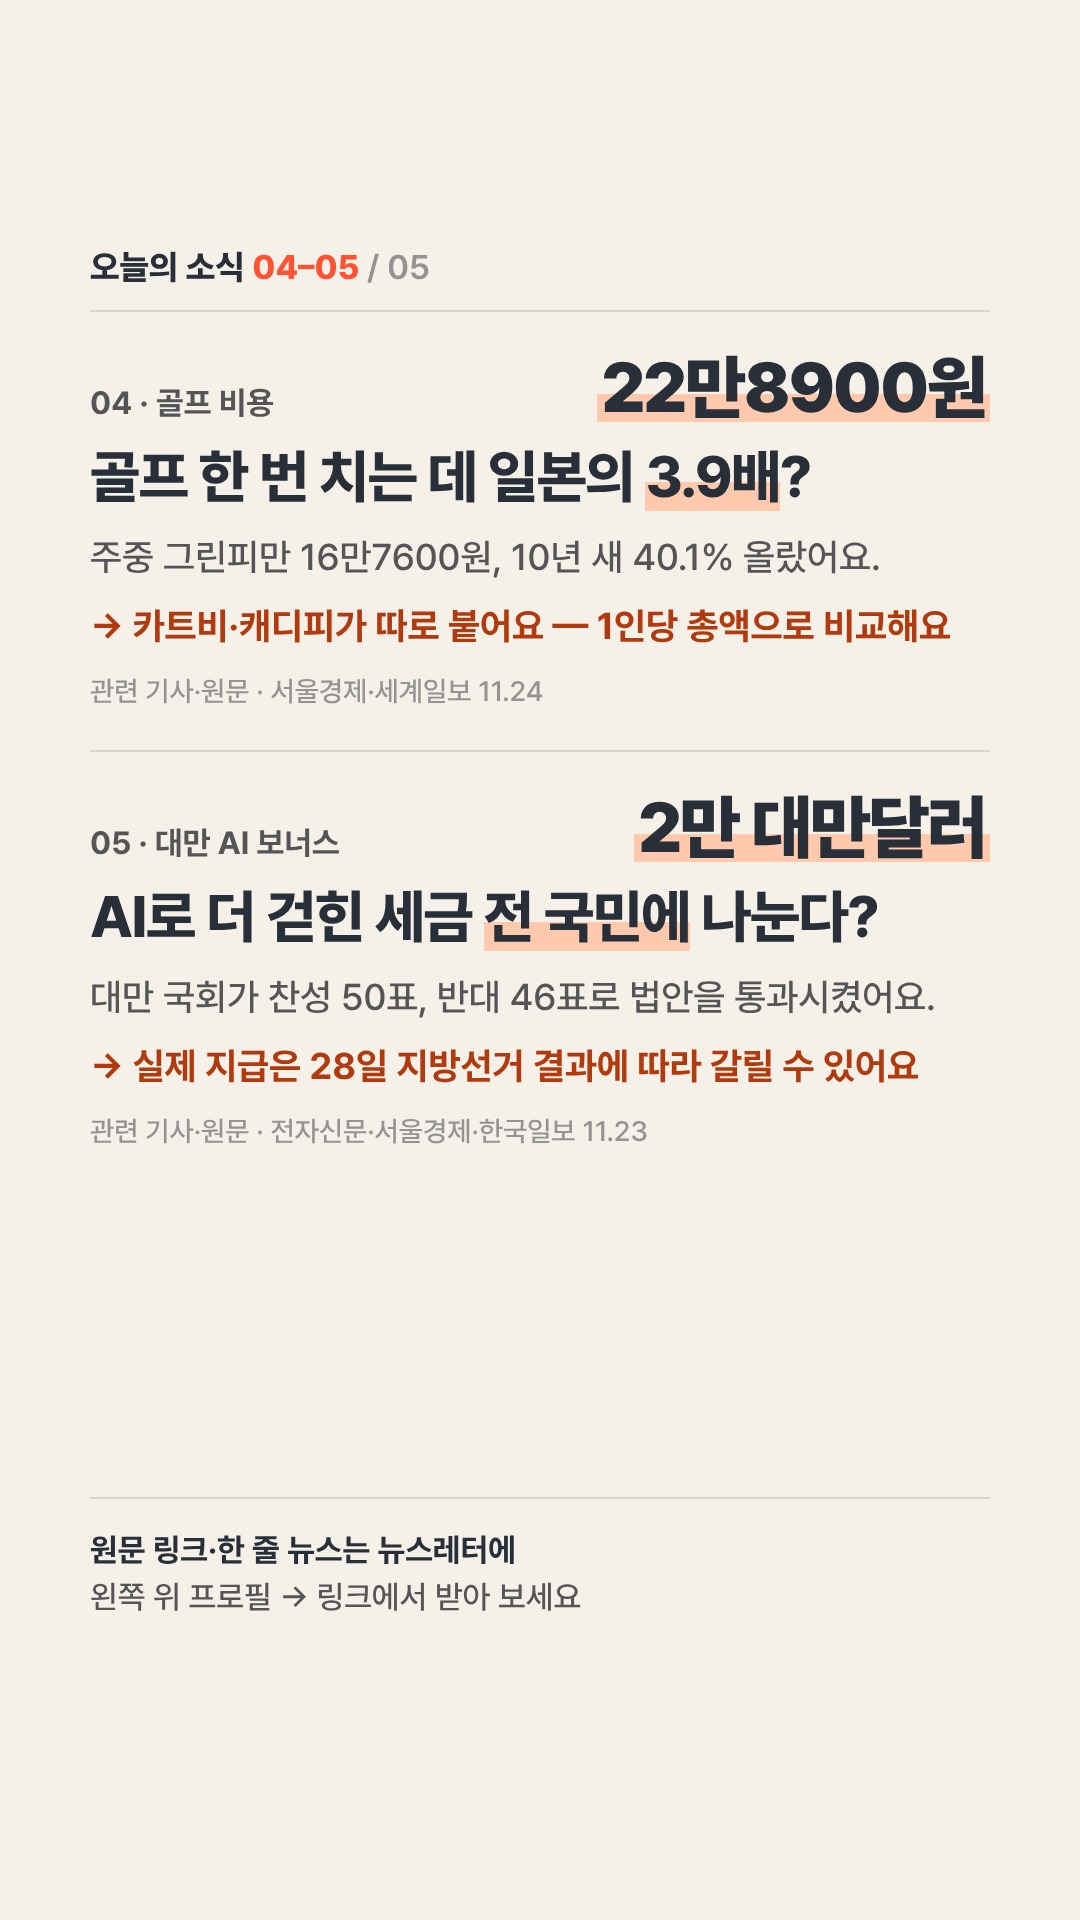 오늘의 소식 04–05 / 05
04 · 골프 비용
22만8900원
골프 한 번 치는 데 일본의 3.9배?
주중 그린피만 16만7600원, 10년 새 40.1% 올랐어요.
→ 카트비·캐디피가 따로 붙어요 — 1인당 총액으로 비교해요
관련 기사·원문 · 서울경제·세계일보 11.24
05 · 대만 AI 보너스
2만 대만달러
AI로 더 걷힌 세금 전 국민에 나눈다?
대만 국회가 찬성 50표, 반대 46표로 법안을 통과시켰어요.
→ 실제 지급은 28일 지방선거 결과에 따라 갈릴 수 있어요
관련 기사·원문 · 전자신문·서울경제·한국일보 11.23
원문 링크·한 줄 뉴스는 뉴스레터에
왼쪽 위 프로필 → 링크에서 받아 보세요